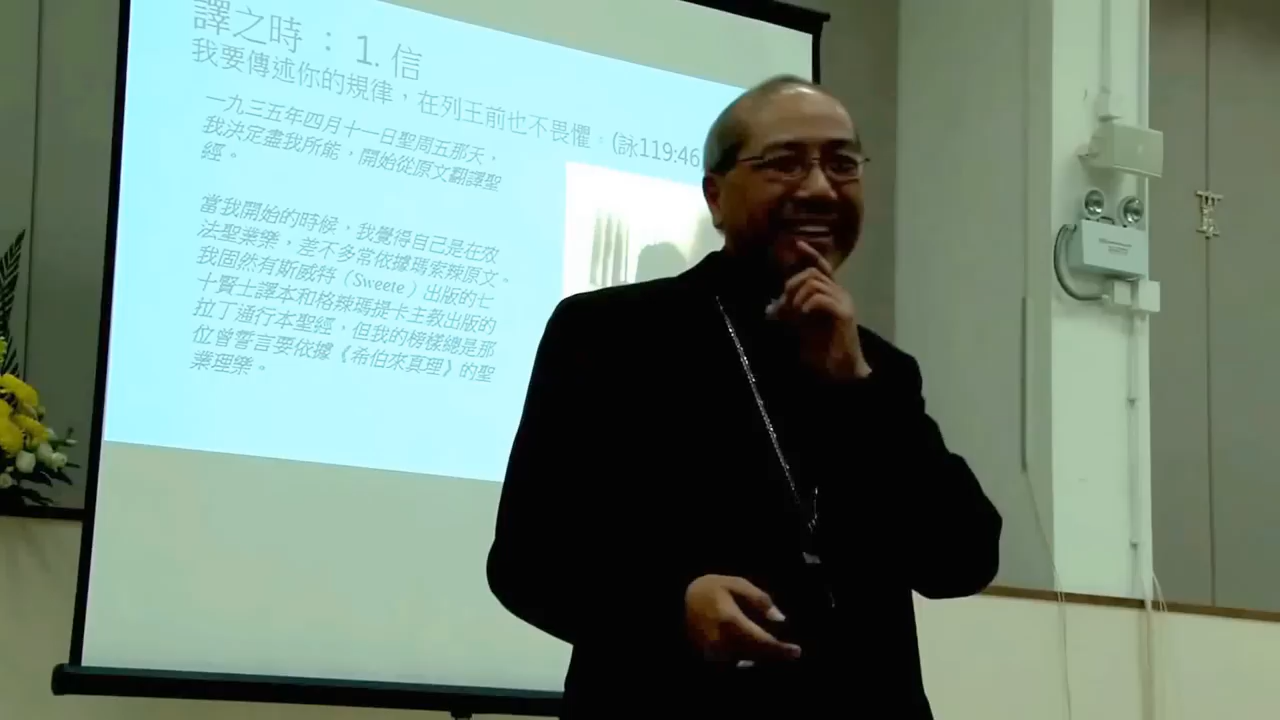 譯之時：1. 信
我要傳述你的規律，在列王前也不畏懼。(詠119:46
一九三五年四月十一日聖周五那天，
我決定盡我所能，開始從原文翻譯聖
經。
當我開始的時候，我覺得自己是在效
法聖業樂，差不多常依據瑪索辣原文。
我固然有斯威特（Sweete）出版的七
十賢士譯本和格辣瑪提卡主教出版的
拉丁通行本聖經，但我的榜樣總是那
位曾誓言要依據《希伯來真理》的聖
業理樂。